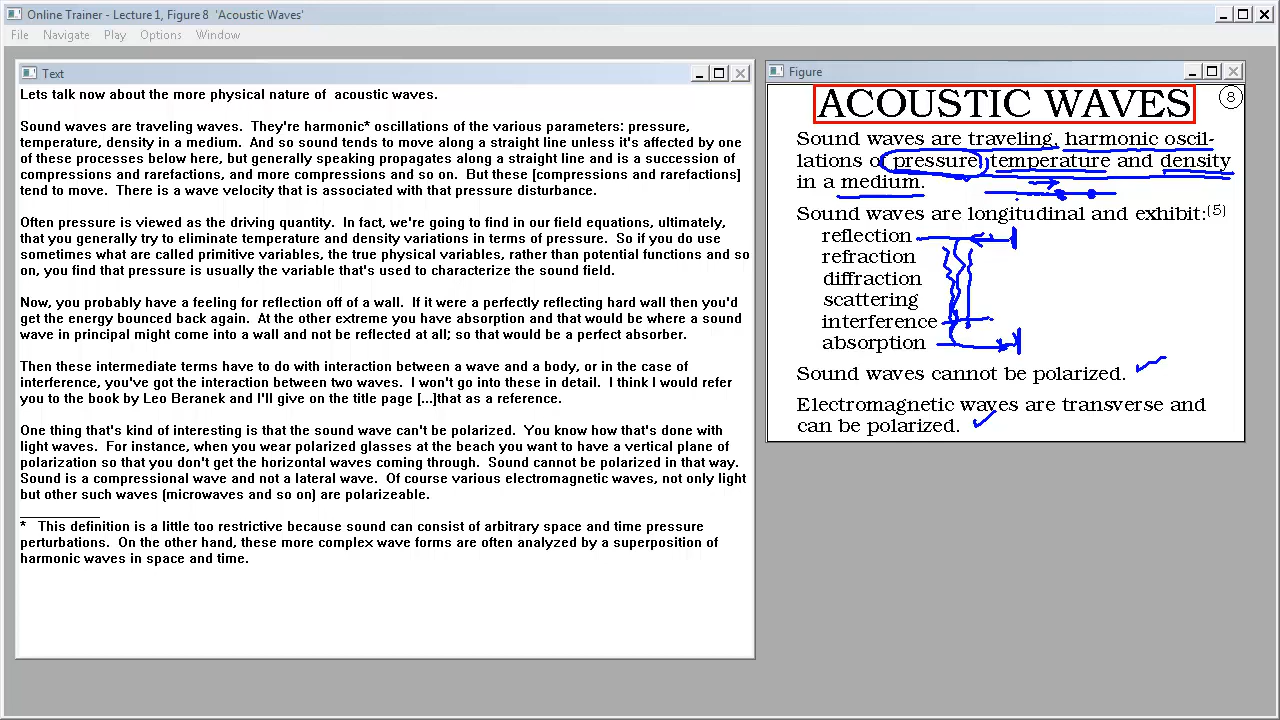 Online Trainer - Lecture 1, Figure 8  'Acoustic Waves'
File Navigate Play Options Window
Text
Lets talk now about the more physical nature of  acoustic waves.
Sound waves are traveling waves.  They're harmonic* oscillations of the various parameters: pressure,
temperature, density in a medium.  And so sound tends to move along a straight line unless it's affected by one
of these processes below here, but generally speaking propagates along a straight line and is a succession of
compressions and rarefactions, and more compressions and so on.  But these [compressions and rarefactions]
tend to move.  There is a wave velocity that is associated with that pressure disturbance.
Often pressure is viewed as the driving quantity.  In fact, we're going to find in our field equations, ultimately,
that you generally try to eliminate temperature and density variations in terms of pressure.  So if you do use
sometimes what are called primitive variables, the true physical variables, rather than potential functions and so
on, you find that pressure is usually the variable that's used to characterize the sound field.
Now, you probably have a feeling for reflection off of a wall.  If it were a perfectly reflecting hard wall then you'd
get the energy bounced back again.  At the other extreme you have absorption and that would be where a sound
wave in principal might come into a wall and not be reflected at all; so that would be a perfect absorber.
Then these intermediate terms have to do with interaction between a wave and a body, or in the case of
interference, you've got the interaction between two waves.  I won't go into these in detail.  I think I would refer
you to the book by Leo Beranek and I'll give on the title page [...]that as a reference.
One thing that's kind of interesting is that the sound wave can't be polarized.  You know how that's done with
light waves.  For instance, when you wear polarized glasses at the beach you want to have a vertical plane of
polarization so that you don't get the horizontal waves coming through.  Sound cannot be polarized in that way.
Sound is a compressional wave and not a lateral wave.  Of course various electromagnetic waves, not only light
but other such waves (microwaves and so on) are polarizeable.
*   This definition is a little too restrictive because sound can consist of arbitrary space and time pressure
perturbations.  On the other hand, these more complex wave forms are often analyzed by a superposition of
harmonic waves in space and time.
Figure
ACOUSTIC WAVES
8
Sound waves are traveling, harmonic oscil-
lations of pressure, temperature and density
in a medium.
Sound waves are longitudinal and exhibit:(5)
reflection
refraction
diffraction
scattering
interference
absorption
Sound waves cannot be polarized.
Electromagnetic waves are transverse and
can be polarized.